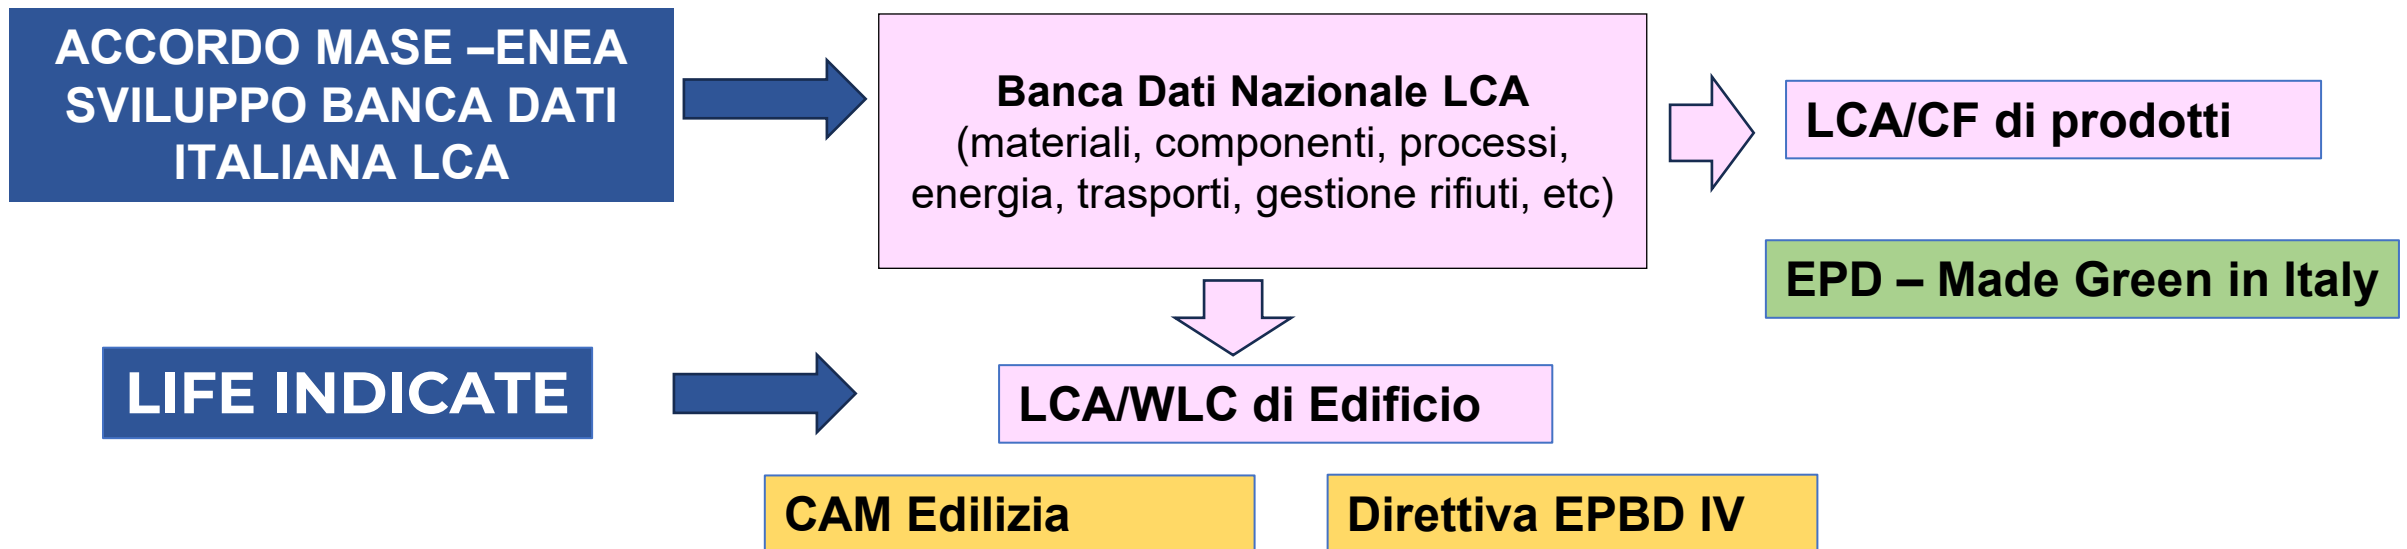 ACCORDO MASE –ENEA
SVILUPPO BANCA DATI
ITALIANA LCA
Banca Dati Nazionale LCA
(materiali, componenti, processi,
energia, trasporti, gestione rifiuti, etc)
LCA/CF di prodotti
EPD – Made Green in Italy
LIFE INDICATE
LCA/WLC di Edificio
CAM Edilizia
Direttiva EPBD IV